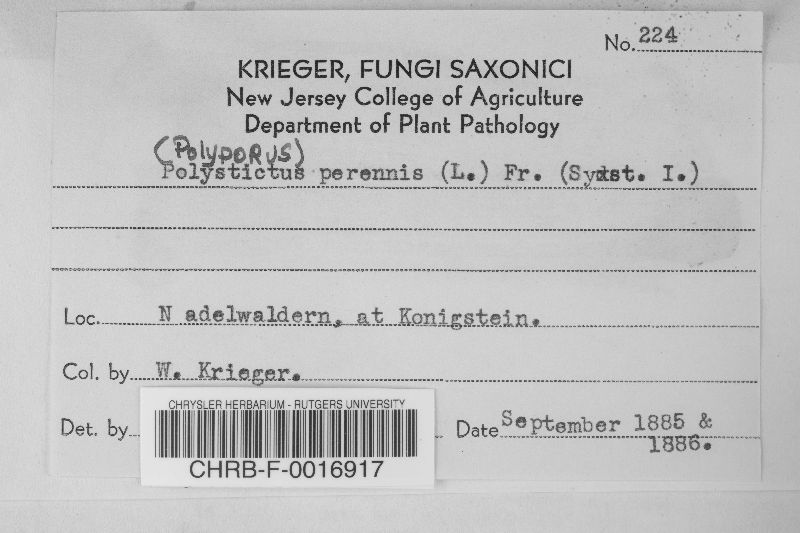 No. 224
KRIEGER, FUNGI SAXONICI
New Jersey College of Agriculture
Department of Plant Pathology
(POLYPORUS)
Polystictus perennis (L.) Fr. (Syst. I.)
Loc. N adelwaldern, at Konigstein.
Col. by W. Krieger.
CHRYSLER HERBARIUM - RUTGERS UNIVERSITY
Det. by
Date September 1885 &
1886.
CHRB-F-0016917